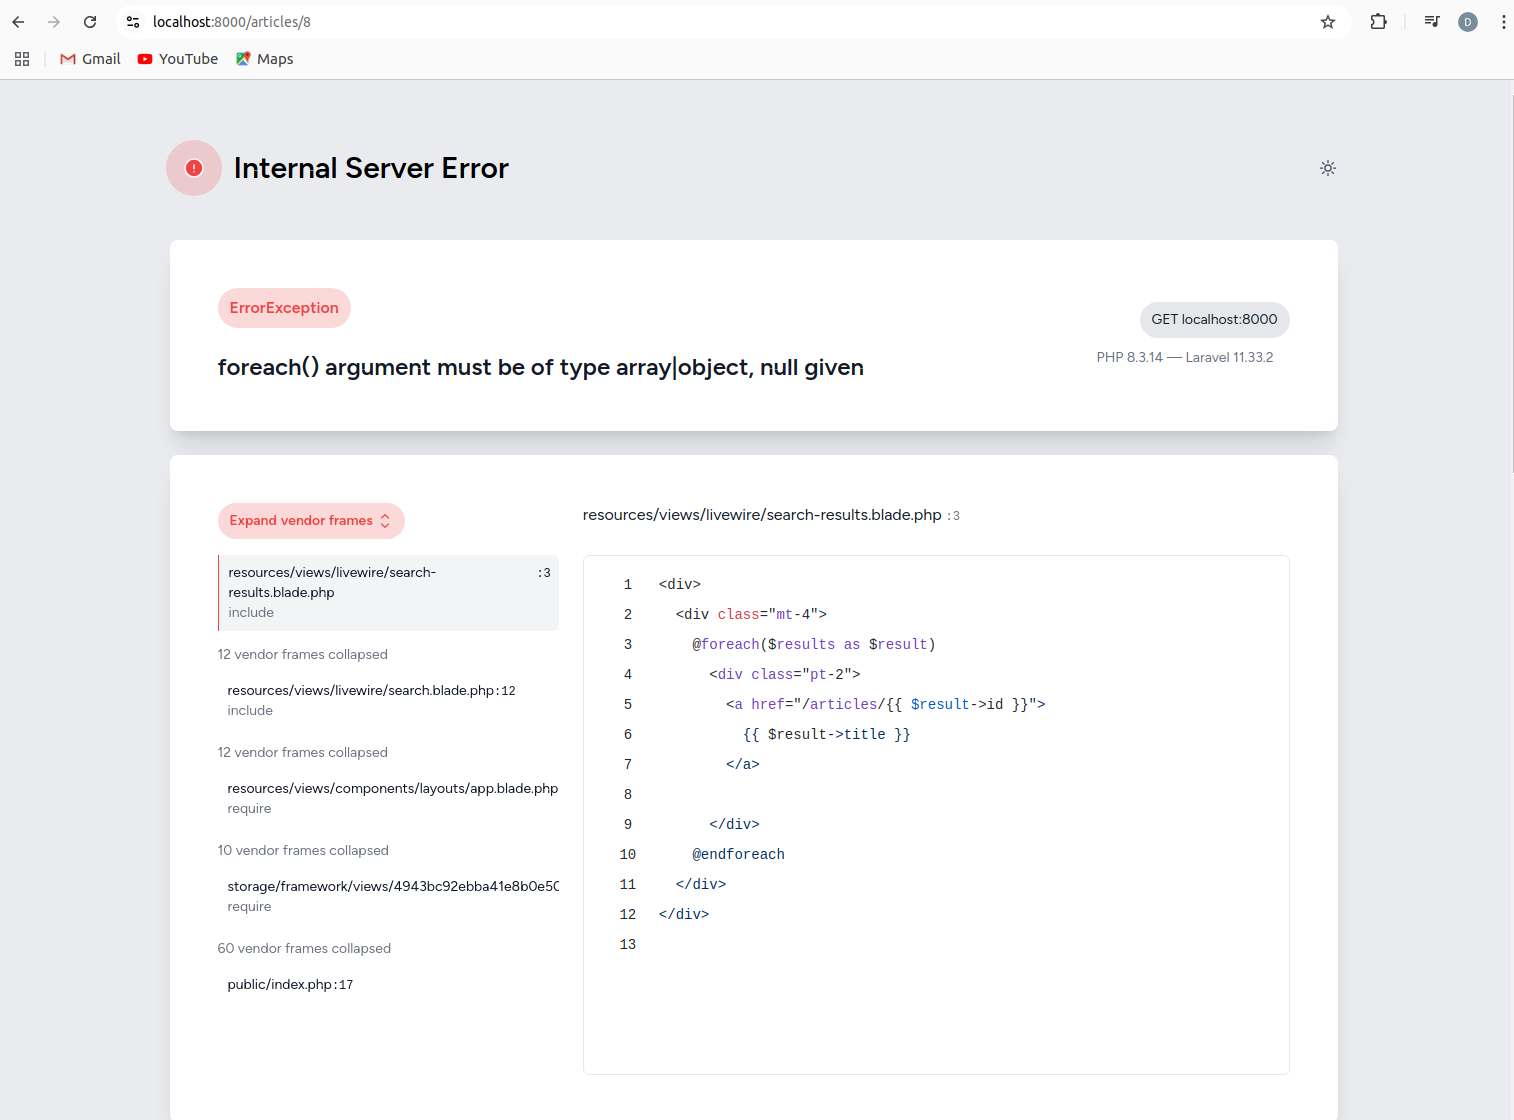 localhost:8000/articles/8
D
Gmail YouTube Maps
Internal Server Error
ErrorException
GET localhost:8000
foreach() argument must be of type array|object, null given
PHP 8.3.14 — Laravel 11.33.2
Expand vendor frames
resources/views/livewire/search-results.blade.php :3
resources/views/livewire/search- :3
results.blade.php
include
12 vendor frames collapsed
resources/views/livewire/search.blade.php:12
include
12 vendor frames collapsed
resources/views/components/layouts/app.blade.php
require
10 vendor frames collapsed
storage/framework/views/4943bc92ebba41e8b0e50
require
60 vendor frames collapsed
public/index.php:17
1 <div>
2 <div class="mt-4">
3 @foreach($results as $result)
4 <div class="pt-2">
5 <a href="/articles/{{ $result->id }}">
6 {{ $result->title }}
7 </a>
8
9 </div>
10 @endforeach
11 </div>
12 </div>
13